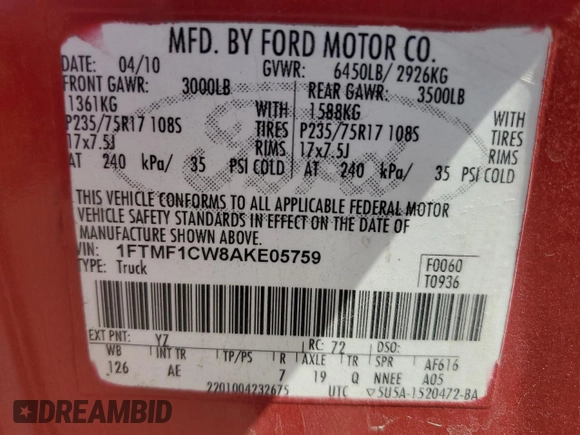 MFD. BY FORD MOTOR CO.
DATE: 04/10 GVWR: 6450LB/ 2926KG
FRONT GAWR: 3000LB REAR GAWR: 3500LB
1361KG WITH 1588KG WITH
P235/75R17 108S TIRES P235/75R17 108S TIRES
17x7.5J RIMS 17x7.5J RIMS
AT 240 kPa/ 35 PSI COLD AT 240 kPa/ 35 PSI COLD
THIS VEHICLE CONFORMS TO ALL APPLICABLE FEDERAL MOTOR
VEHICLE SAFETY STANDARDS IN EFFECT ON THE DATE OF
MANUFACTURE SHOWN ABOVE.
VIN: 1FTMF1CW8AKE05759
TYPE: Truck
F0060
T0936
EXT PNT: YZ RC: 72 DSO:
WB INT TR TP/PS R AXLE TR SPR AF616
126 AE 7 19 Q NNEE A05
2201004232675 UTC ▽5U5A-1520472-BA
Ford
DREAMBID